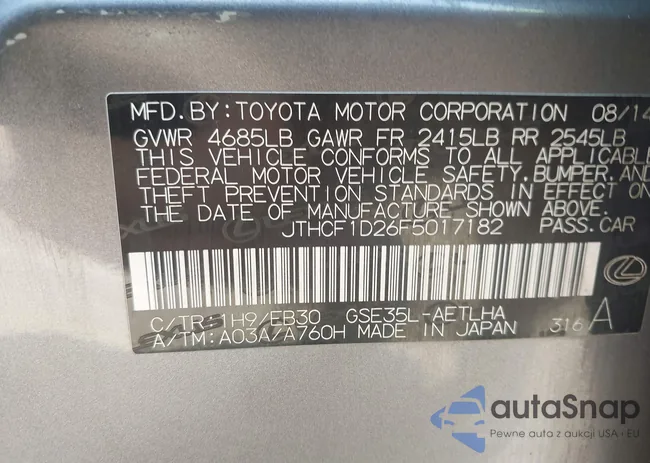 MFD.BY:TOYOTA MOTOR CORPORATION 08/14
GVWR 4685LB GAWR FR 2415LB RR 2545LB
THIS VEHICLE CONFORMS TO ALL APPLICABLE
FEDERAL MOTOR VEHICLE SAFETY,BUMPER,AND
THEFT PREVENTION STANDARDS IN EFFECT ON
THE DATE OF MANUFACTURE SHOWN ABOVE.
JTHCF1D26F5017182 PASS.CAR
C/TR: 1H9/EB30 GSE35L-AETLHA
A/TM: A03A/A760H MADE IN JAPAN 316 A
autaSnap
Pewne auta z aukcji USA • EU